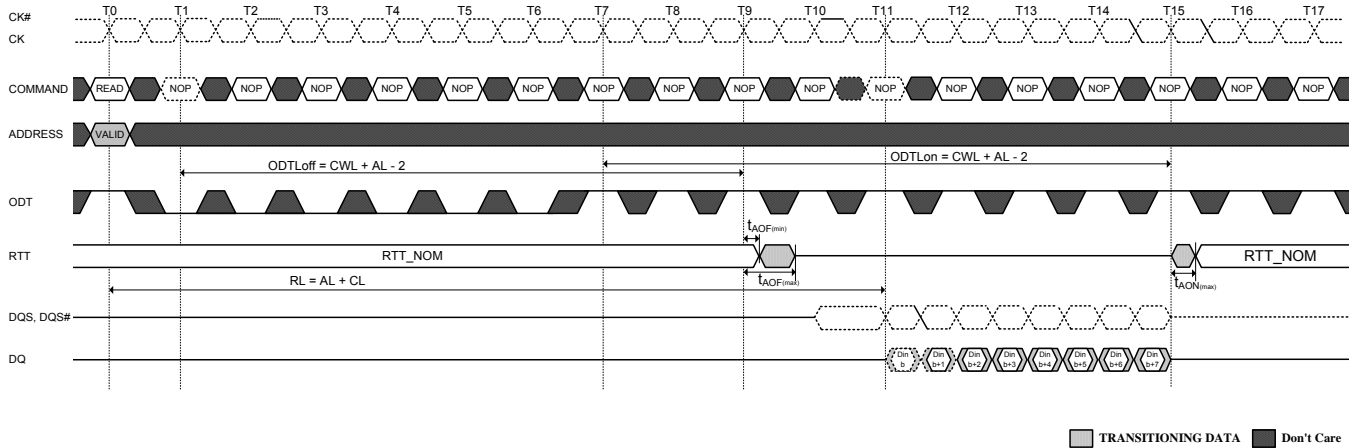 CK#
CK
T0 T1 T2 T3 T4 T5 T6 T7 T8 T9 T10 T11 T12 T13 T14 T15 T16 T17
COMMAND READ NOP NOP NOP NOP NOP NOP NOP NOP NOP NOP NOP NOP NOP NOP NOP NOP NOP
ADDRESS VALID
ODTLoff = CWL + AL - 2
ODTLon = CWL + AL - 2
ODT
tAOF(min)
RTT RTT_NOM RTT_NOM
tAOF(max)
tAON(max)
RL = AL + CL
DQS, DQS#
DQ Din b Din b+1 Din b+2 Din b+3 Din b+4 Din b+5 Din b+6 Din b+7
TRANSITIONING DATA Don't Care